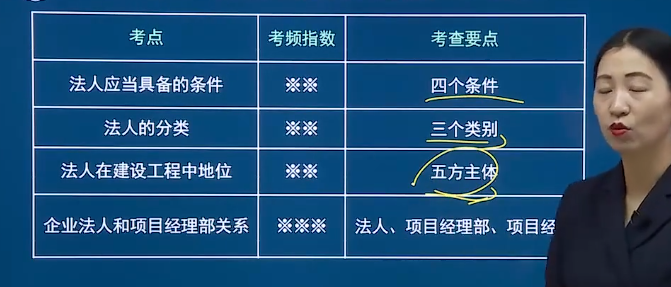 考点 考频指数 考查要点
法人应当具备的条件 ※※ 四个条件
法人的分类 ※※ 三个类别
法人在建设工程中地位 ※※ 五方主体
企业法人和项目经理部关系 ※※※ 法人、项目经理部、项目经